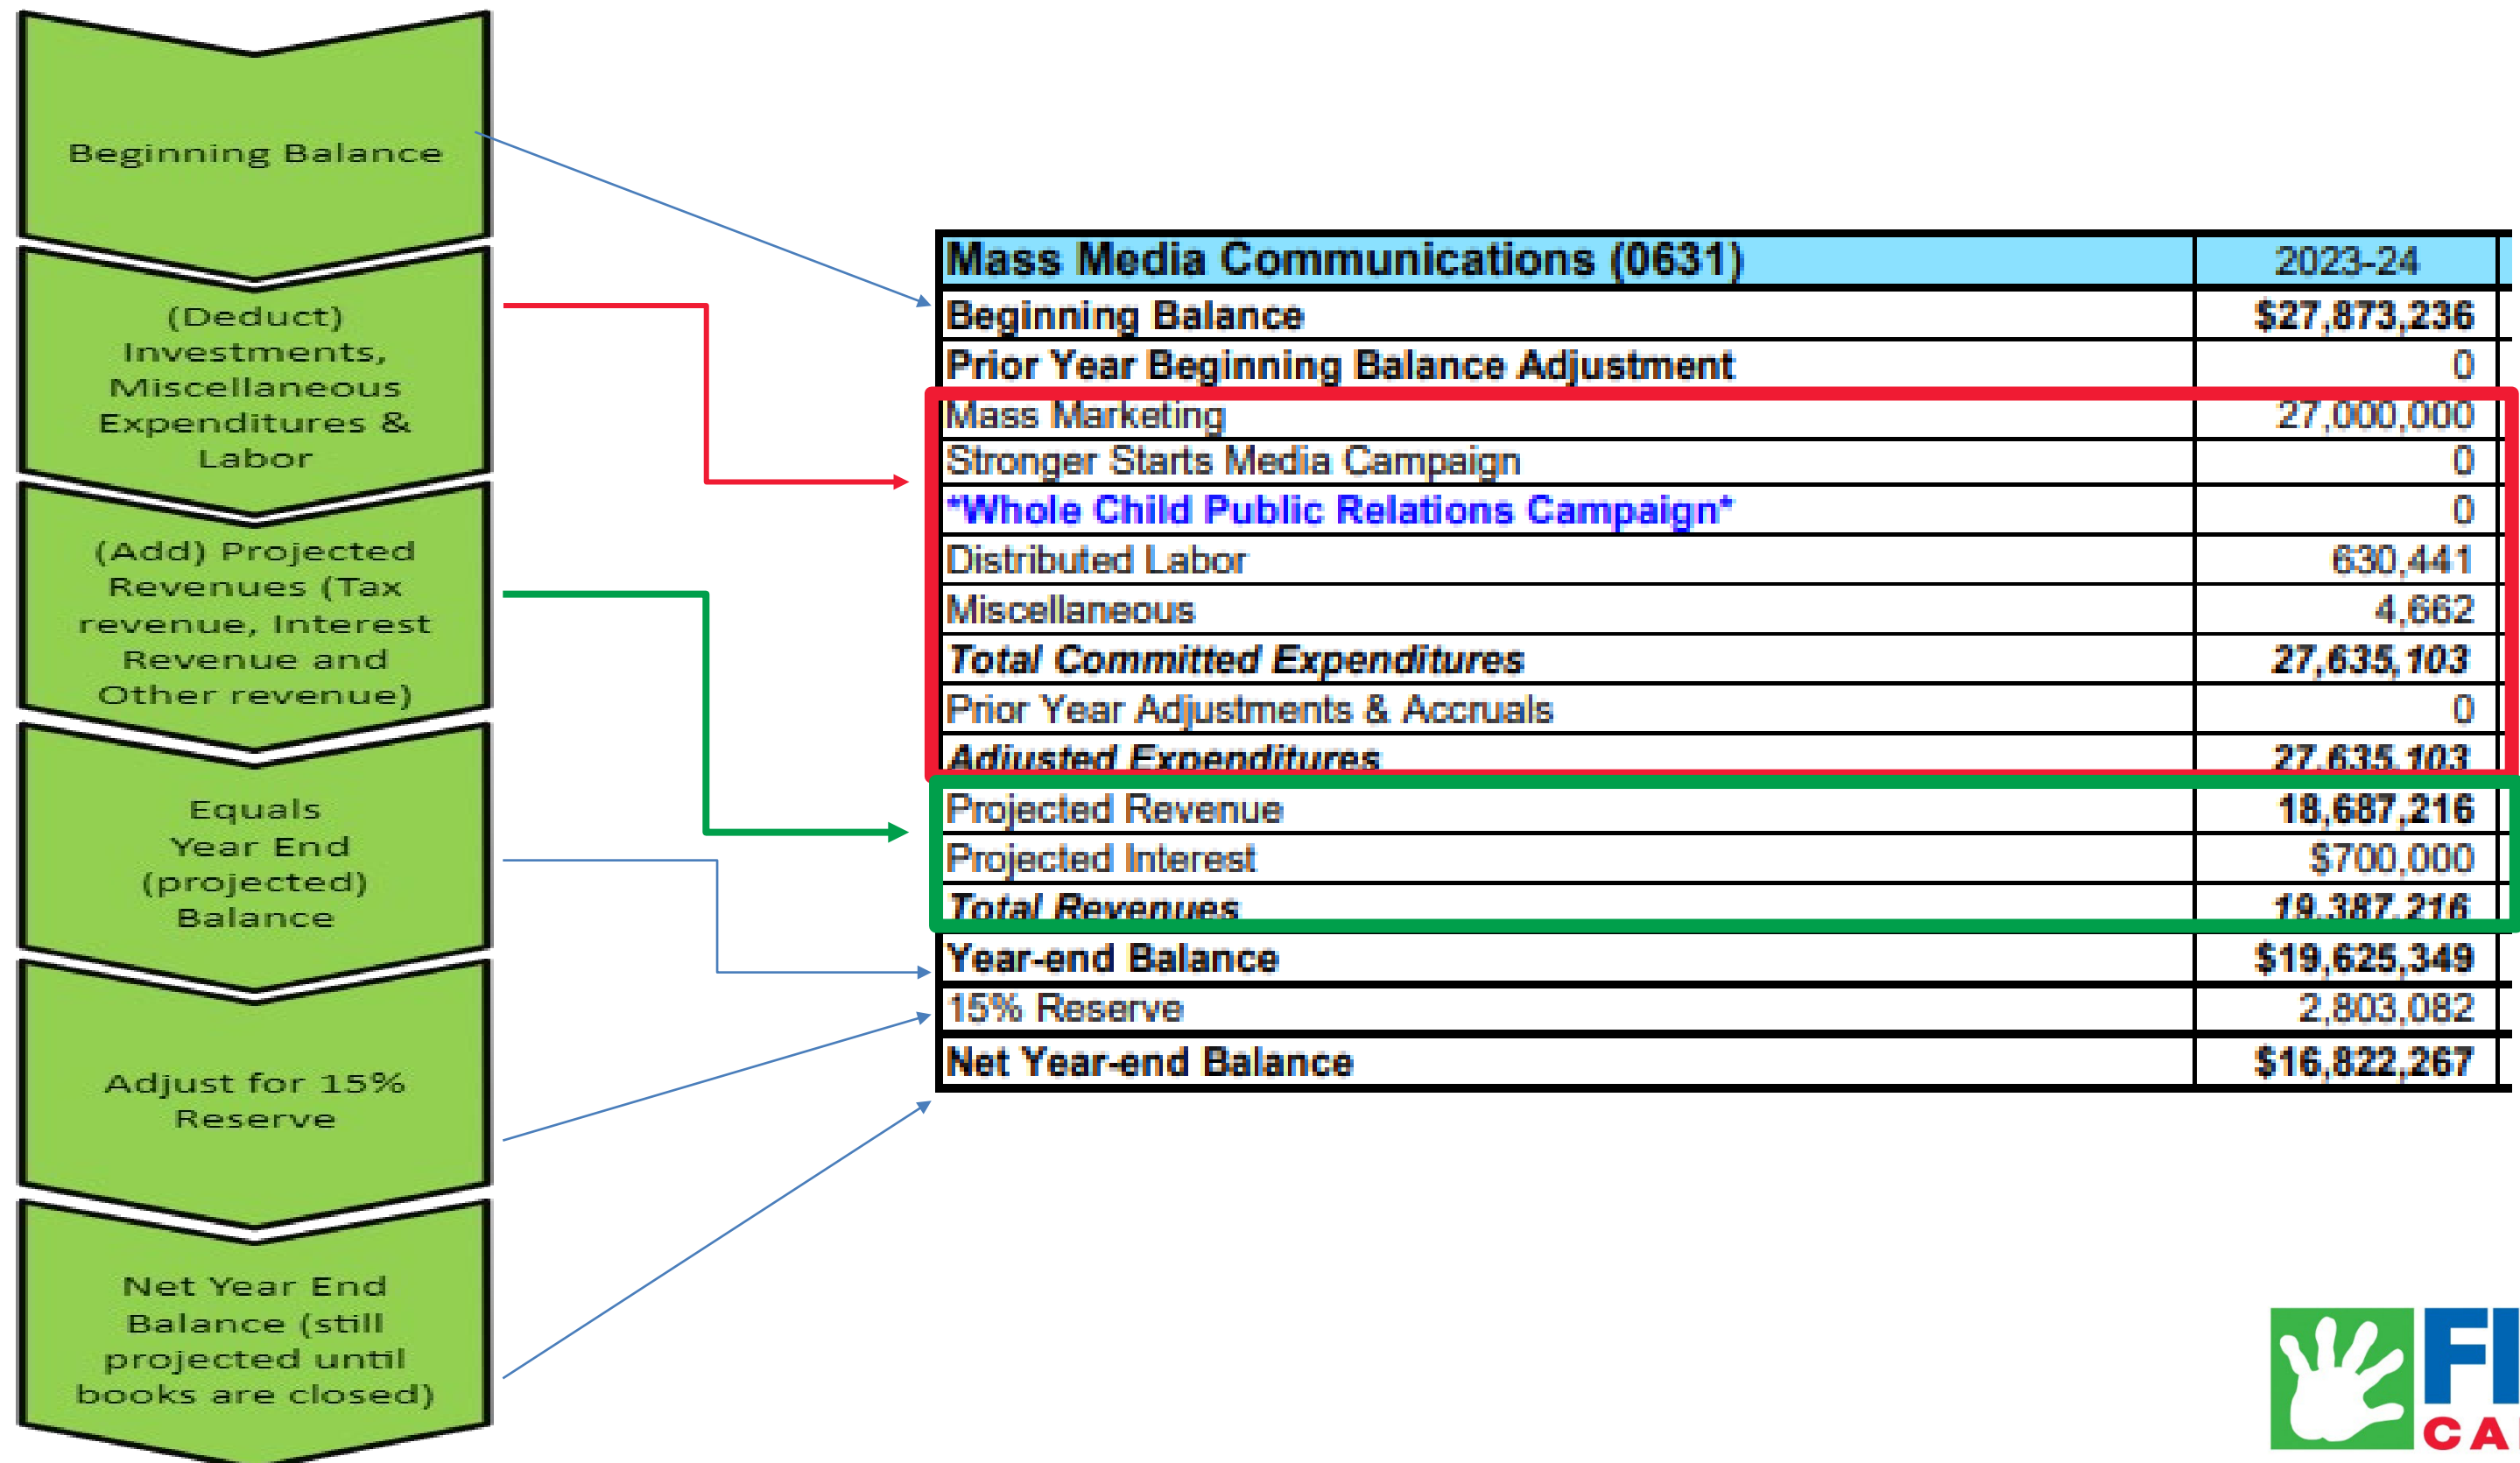 Beginning Balance
(Deduct)
Investments,
Miscellaneous
Expenditures &
Labor
(Add) Projected
Revenues (Tax
revenue, Interest
Revenue and
Other revenue)
Equals
Year End
(projected)
Balance
Adjust for 15%
Reserve
Net Year End
Balance (still
projected until
books are closed)
Mass Media Communications (0631) 2023-24
Beginning Balance $27,873,236
Prior Year Beginning Balance Adjustment 0
Mass Marketing 27,000,000
Stronger Starts Media Campaign 0
*Whole Child Public Relations Campaign* 0
Distributed Labor 630,441
Miscellaneous 4,662
Total Committed Expenditures 27,635,103
Prior Year Adjustments & Accruals 0
Adjusted Expenditures 27,635,103
Projected Revenue 18,687,216
Projected Interest $700,000
Total Revenues 19,387,216
Year-end Balance $19,625,349
15% Reserve 2,803,082
Net Year-end Balance $16,822,267